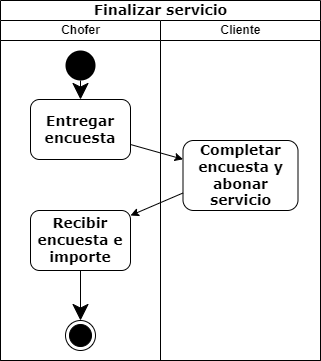 Finalizar servicio
Chofer
Cliente
Entregar
encuesta
Completar
encuesta y
abonar
servicio
Recibir
encuesta e
importe